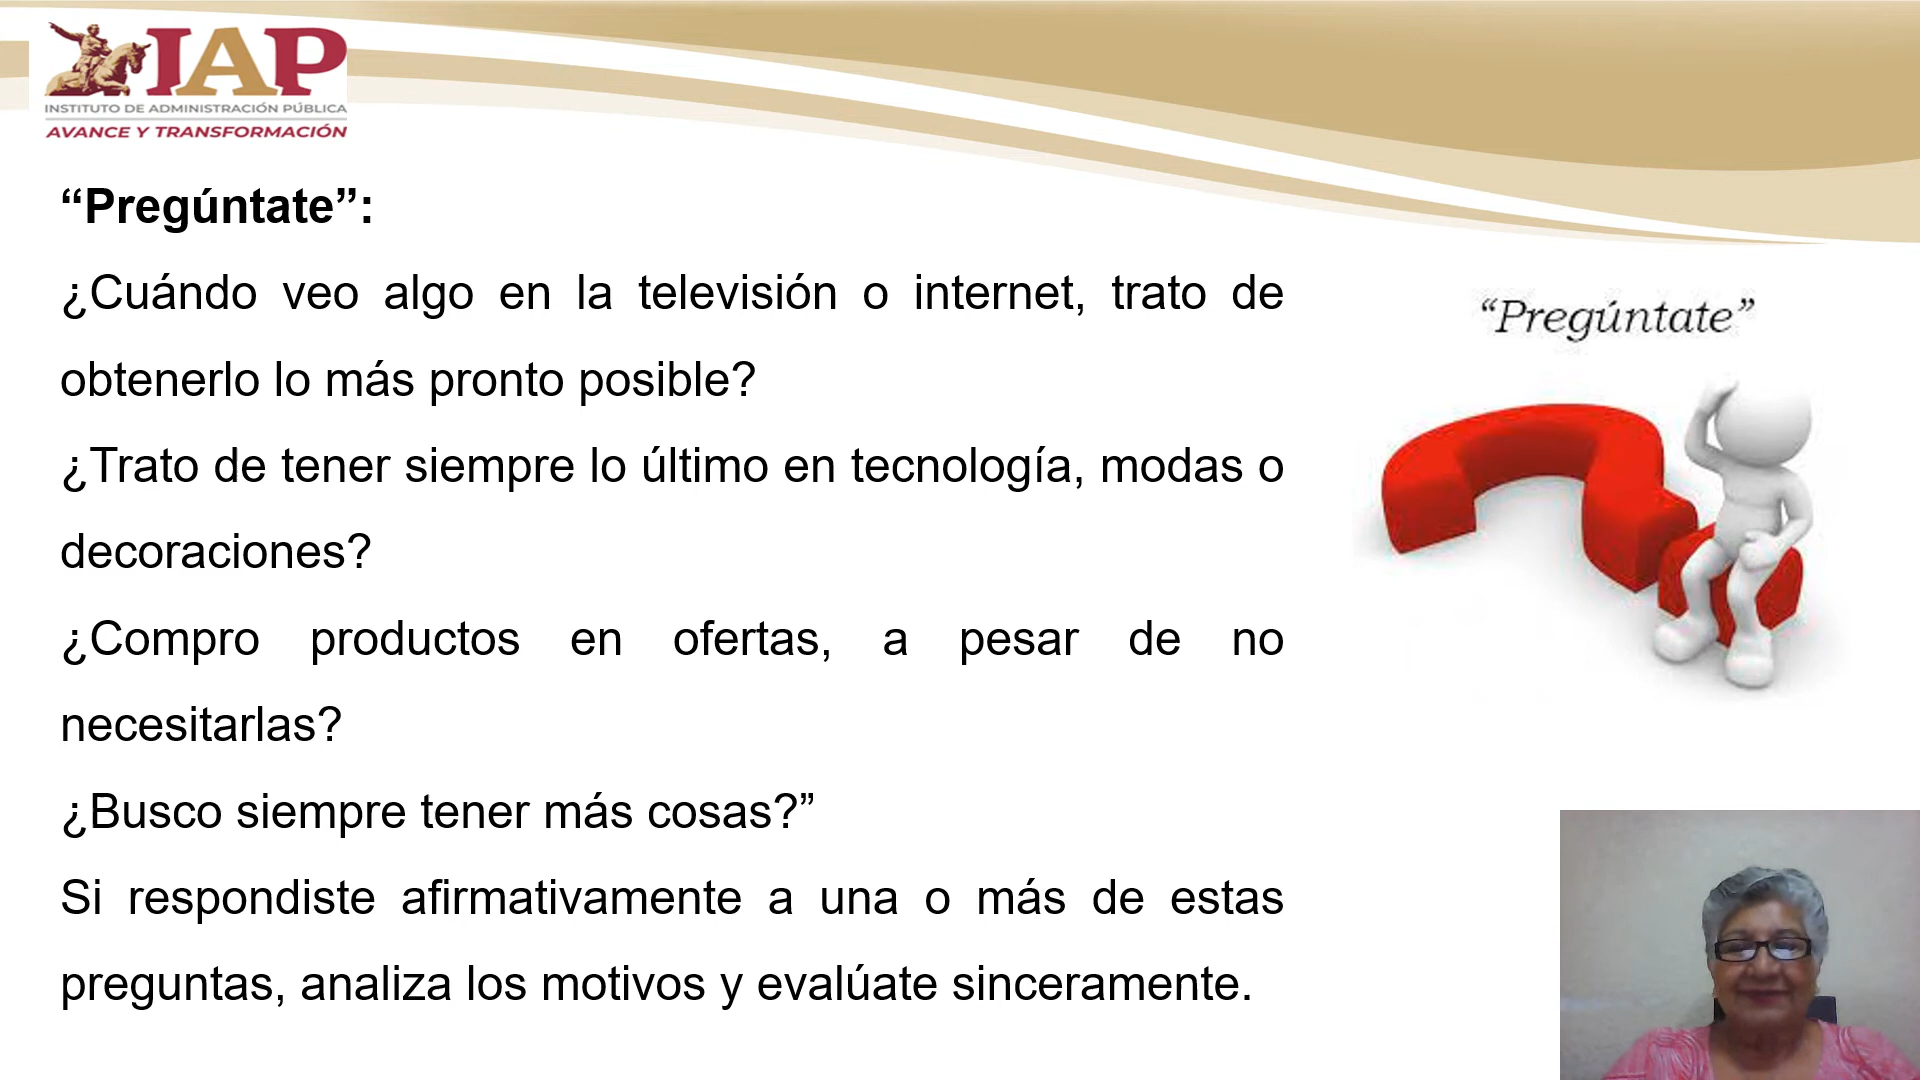 IAP
INSTITUTO DE ADMINISTRACIÓN PÚBLICA
AVANCE Y TRANSFORMACIÓN
“Pregúntate”:
¿Cuándo veo algo en la televisión o internet, trato de
obtenerlo lo más pronto posible?
¿Trato de tener siempre lo último en tecnología, modas o
decoraciones?
¿Compro productos en ofertas, a pesar de no
necesitarlas?
¿Busco siempre tener más cosas?”
Si respondiste afirmativamente a una o más de estas
preguntas, analiza los motivos y evalúate sinceramente.
“Pregúntate”